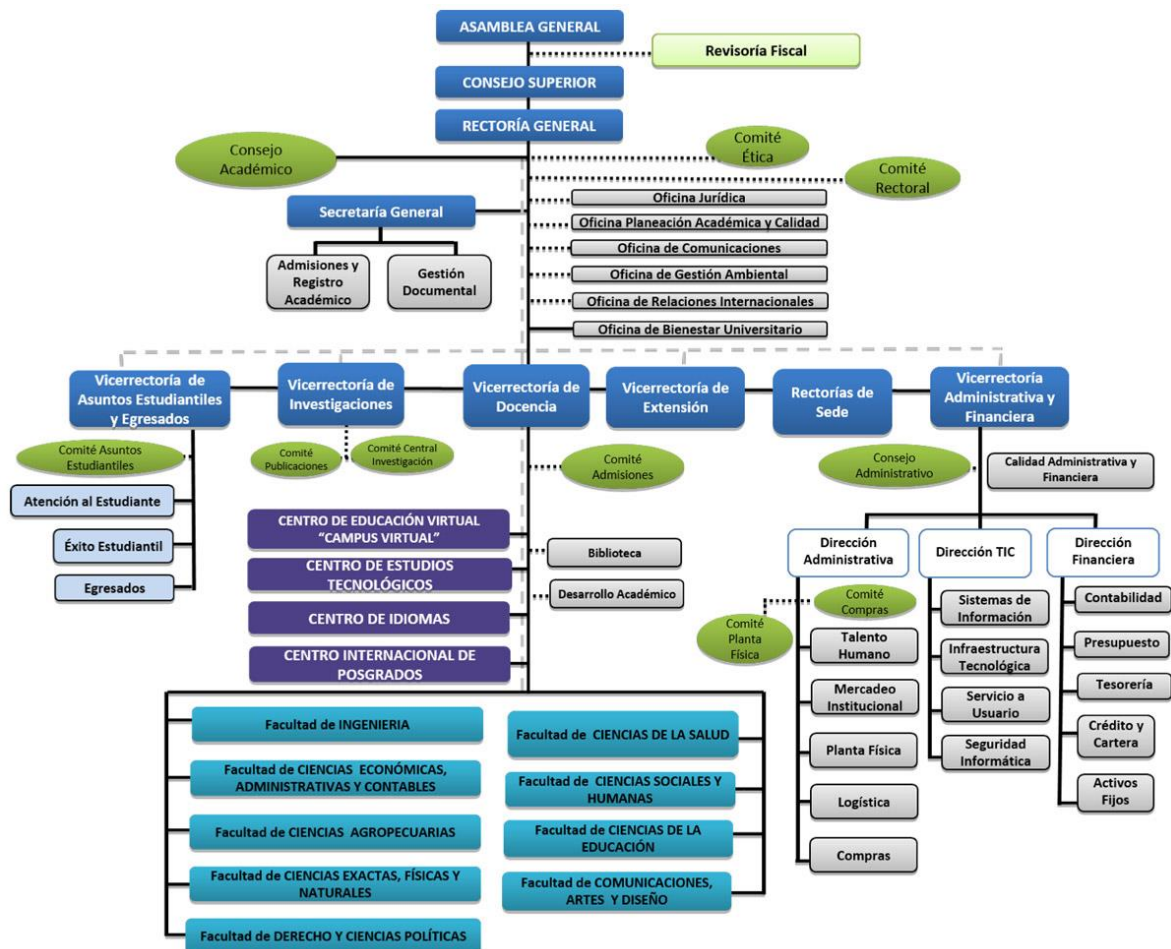 ASAMBLEA GENERAL
Revisoría Fiscal
CONSEJO SUPERIOR
RECTORÍA GENERAL
Consejo
Académico
Comité
Ética
Comité
Rectoral
Secretaría General
Admisiones y
Registro
Académico
Gestión
Documental
Oficina Jurídica
Oficina Planeación Académica y Calidad
Oficina de Comunicaciones
Oficina de Gestión Ambiental
Oficina de Relaciones Internacionales
Oficina de Bienestar Universitario
Vicerrectoría de
Asuntos Estudiantiles
y Egresados
Vicerrectoría de
Investigaciones
Vicerrectoría de
Docencia
Vicerrectoría de
Extensión
Rectorías de
Sede
Vicerrectoría
Administrativa y
Financiera
Comité Asuntos
Estudiantiles
Atención al Estudiante
Éxito Estudiantil
Egresados
Comité
Publicaciones
Comité Central
Investigación
Comité
Admisiones
Consejo
Administrativo
Calidad Administrativa y
Financiera
CENTRO DE EDUCACIÓN VIRTUAL
“CAMPUS VIRTUAL”
CENTRO DE ESTUDIOS
TECNOLÓGICOS
CENTRO DE IDIOMAS
CENTRO INTERNACIONAL DE
POSGRADOS
Biblioteca
Desarrollo Académico
Dirección
Administrativa
Comité
Compras
Comité
Planta
Física
Talento
Humano
Mercadeo
Institucional
Planta Física
Logística
Compras
Dirección TIC
Sistemas de
Información
Infraestructura
Tecnológica
Servicio a
Usuario
Seguridad
Informática
Dirección
Financiera
Contabilidad
Presupuesto
Tesorería
Crédito y
Cartera
Activos
Fijos
Facultad de INGENIERIA
Facultad de CIENCIAS ECONÓMICAS,
ADMINISTRATIVAS Y CONTABLES
Facultad de CIENCIAS AGROPECUARIAS
Facultad de CIENCIAS EXACTAS, FÍSICAS Y
NATURALES
Facultad de DERECHO Y CIENCIAS POLÍTICAS
Facultad de CIENCIAS DE LA SALUD
Facultad de CIENCIAS SOCIALES Y
HUMANAS
Facultad de CIENCIAS DE LA
EDUCACIÓN
Facultad de COMUNICACIONES,
ARTES Y DISEÑO